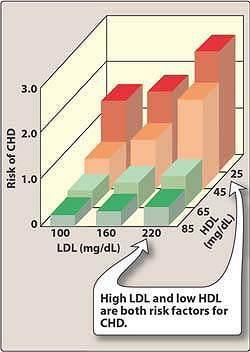 3.0
2.0
1.0
0
Risk of CHD
100
160
220
LDL (mg/dL)
85
65
45
25
HDL
(mg/dL)
High LDL and low HDL
are both risk factors for
CHD.